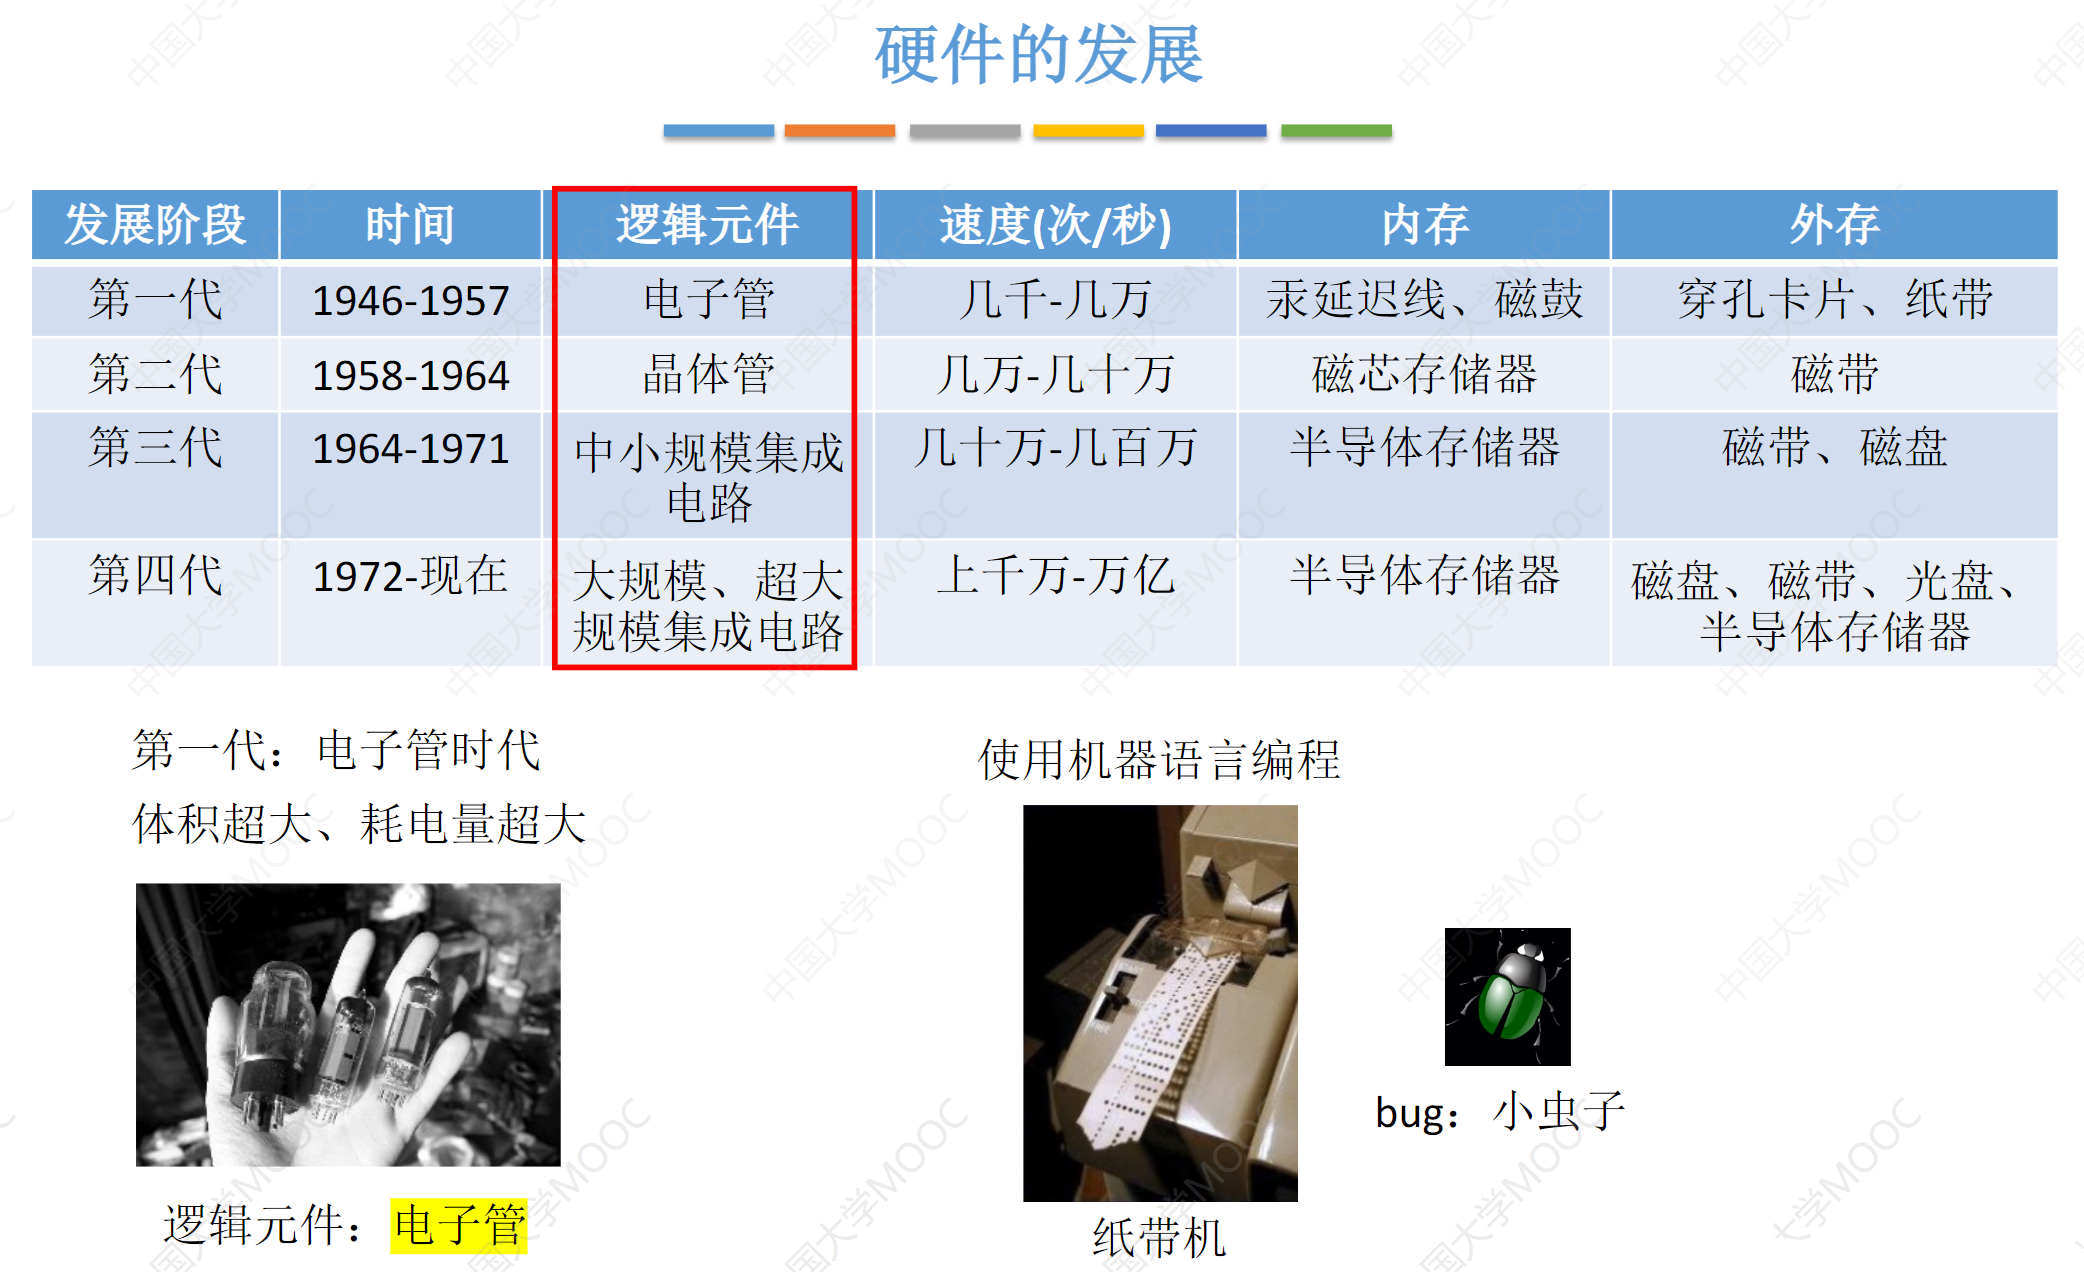 硬件的发展
发展阶段 时间 逻辑元件 速度(次/秒) 内存 外存
第一代 1946-1957 电子管 几千-几万 汞延迟线、磁鼓 穿孔卡片、纸带
第二代 1958-1964 晶体管 几万-几十万 磁芯存储器 磁带
第三代 1964-1971 中小规模集成 几十万-几百万 半导体存储器 磁带、磁盘
电路
第四代 1972-现在 大规模、超大 上千万-万亿 半导体存储器 磁盘、磁带、光盘、
规模集成电路 半导体存储器
第一代：电子管时代
体积超大、耗电量超大
逻辑元件：电子管
使用机器语言编程
纸带机
bug：小虫子
中国大学MOOC